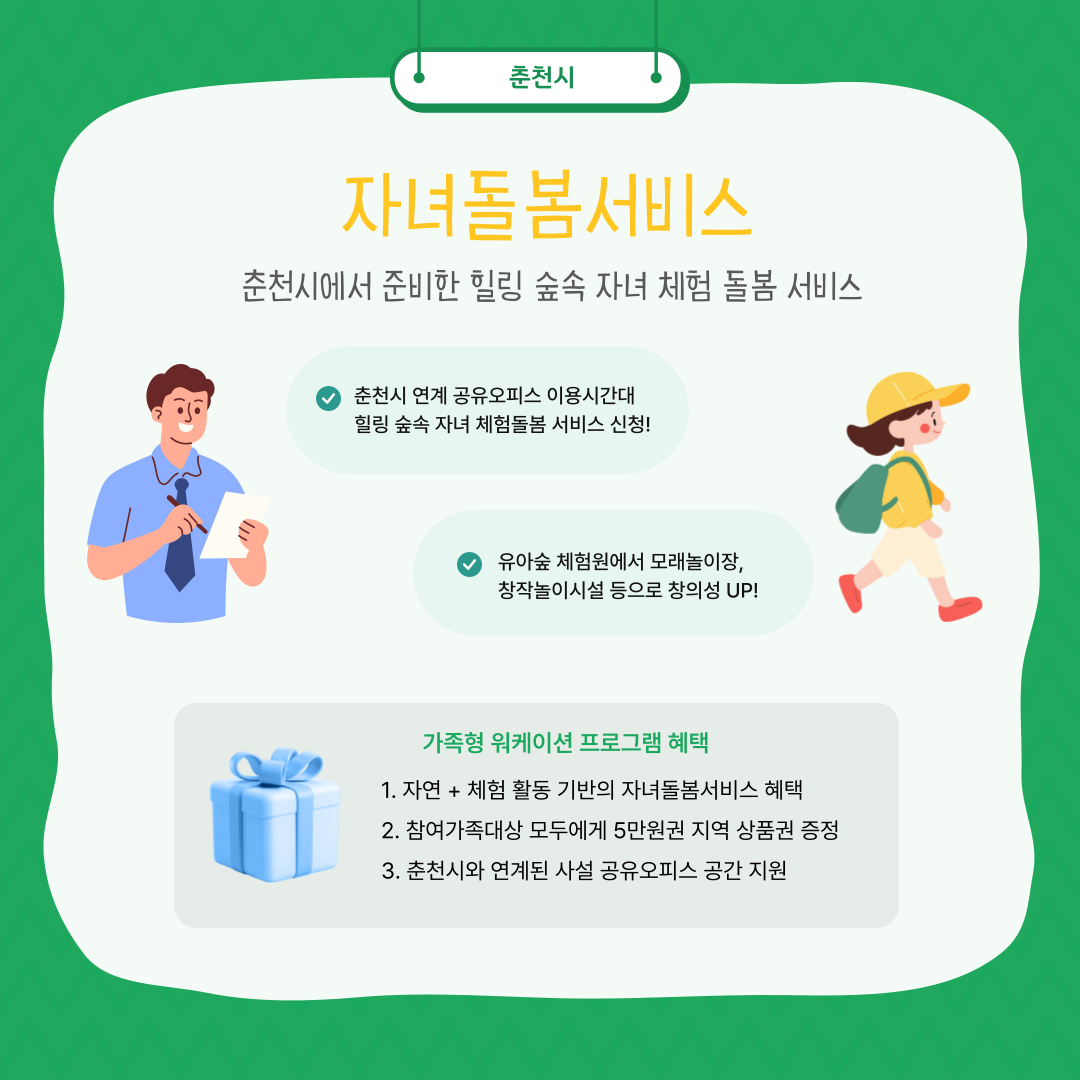 춘천시
자녀돌봄서비스
춘천시에서 준비한 힐링 숲속 자녀 체험 돌봄 서비스
춘천시 연계 공유오피스 이용시간대
힐링 숲속 자녀 체험돌봄 서비스 신청!
유아숲 체험원에서 모래놀이장,
창작놀이시설 등으로 창의성 UP!
가족형 워케이션 프로그램 혜택
1. 자연 + 체험 활동 기반의 자녀돌봄서비스 혜택
2. 참여가족대상 모두에게 5만원권 지역 상품권 증정
3. 춘천시와 연계된 사설 공유오피스 공간 지원